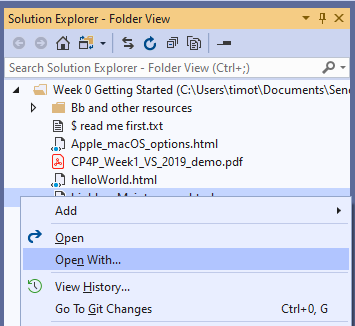 Solution Explorer - Folder View
Search Solution Explorer - Folder View (Ctrl+;)
Week 0 Getting Started (C:\Users\timot\Documents\Sene
Bb and other resources
$ read me first.txt
Apple_macOS_options.html
CP4P_Week1_VS_2019_demo.pdf
helloWorld.html
Add
Open
Open With...
View History...
Go To Git Changes Ctrl+0, G